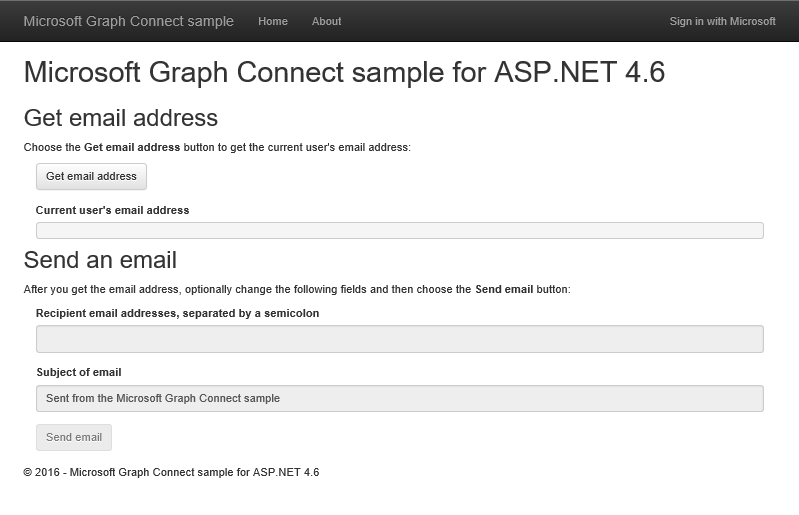 Microsoft Graph Connect sample Home About Sign in with Microsoft
Microsoft Graph Connect sample for ASP.NET 4.6
Get email address
Choose the Get email address button to get the current user's email address:
Get email address
Current user's email address
Send an email
After you get the email address, optionally change the following fields and then choose the Send email button:
Recipient email addresses, separated by a semicolon
Subject of email
Sent from the Microsoft Graph Connect sample
Send email
© 2016 - Microsoft Graph Connect sample for ASP.NET 4.6